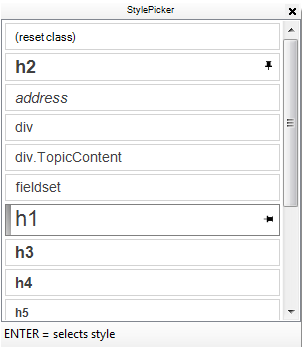 StylePicker
(reset class)
h2
address
div
div.TopicContent
fieldset
h1
h3
h4
h5
ENTER = selects style